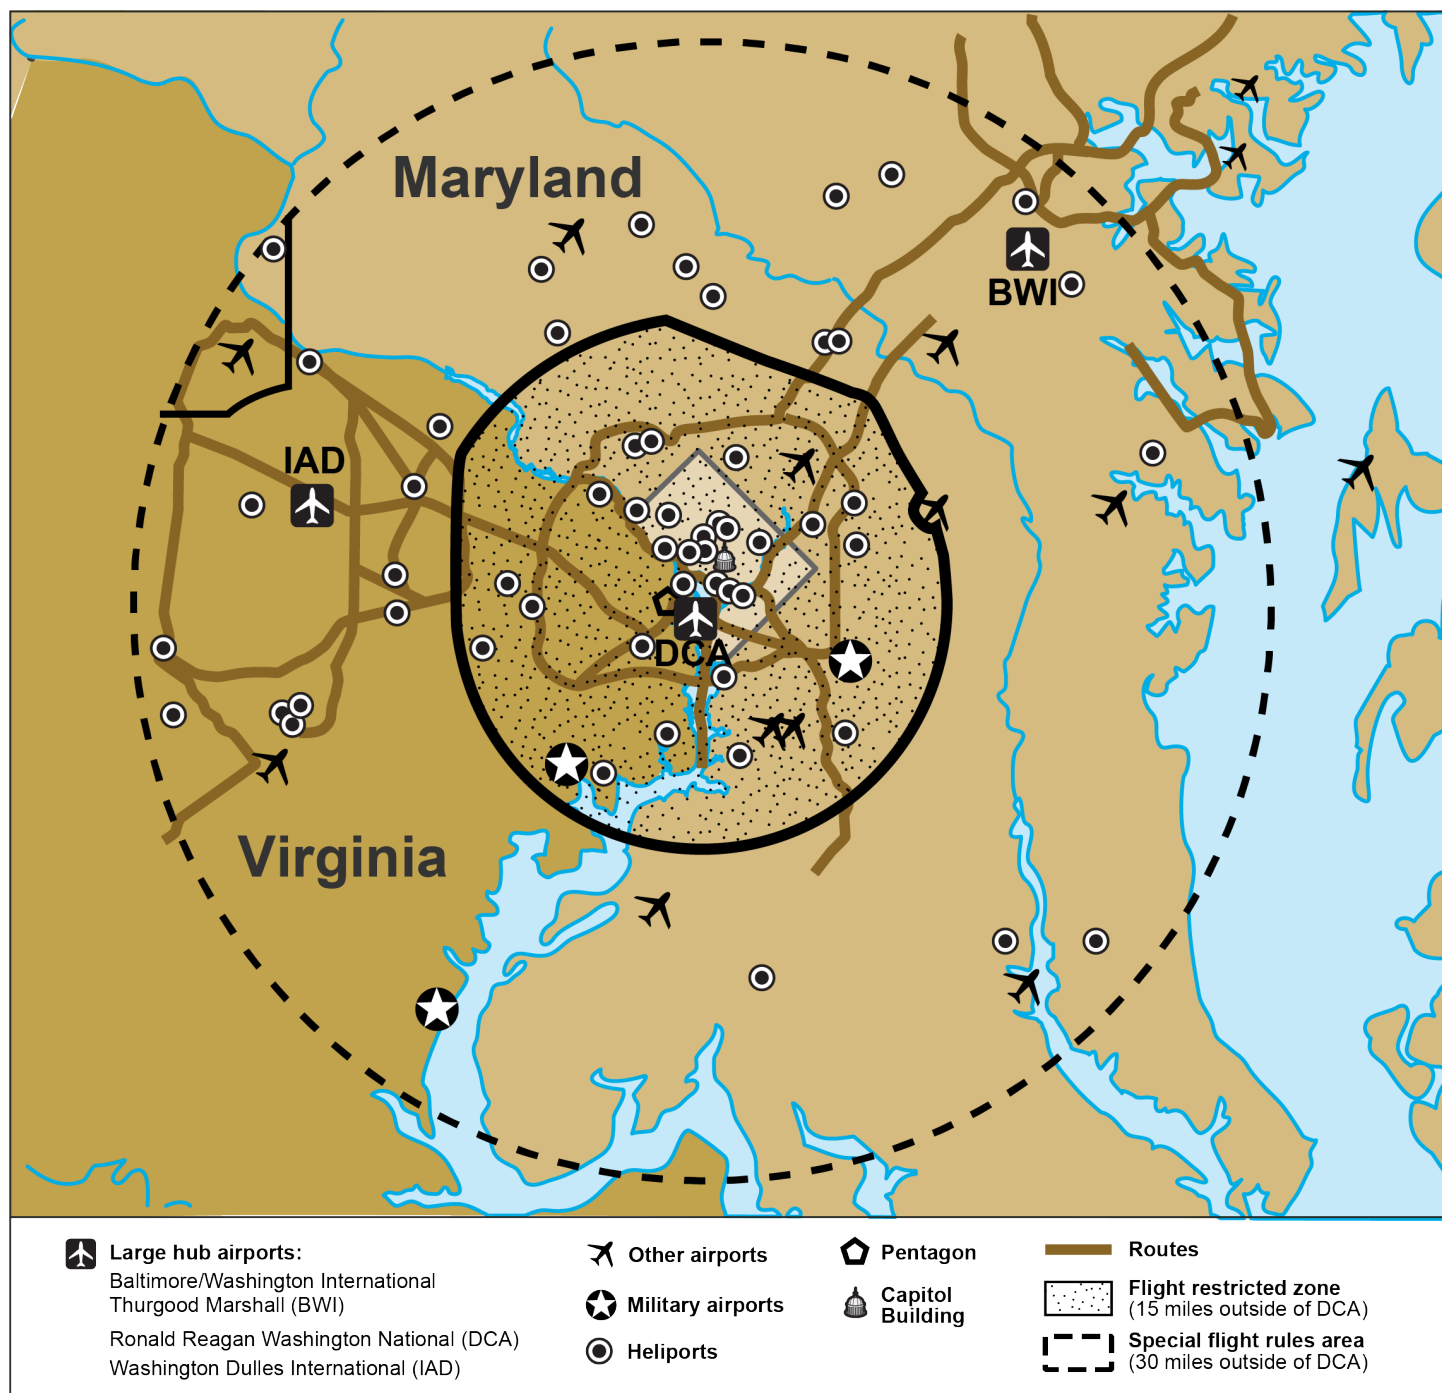 Maryland
BWI
IAD
DCA
Virginia
Large hub airports:
Baltimore/Washington International
Thurgood Marshall (BWI)
Ronald Reagan Washington National (DCA)
Washington Dulles International (IAD)
Other airports
Military airports
Heliports
Pentagon
Capitol
Building
Routes
Flight restricted zone
(15 miles outside of DCA)
Special flight rules area
(30 miles outside of DCA)